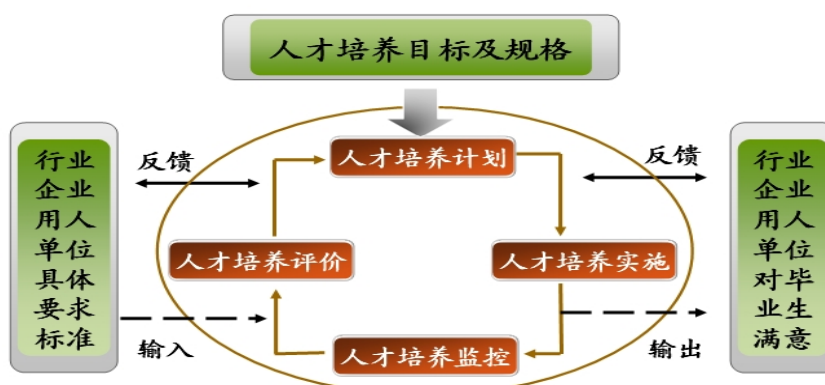 人才培养目标及规格
行业
企业
用人
单位
具体
要求
标准
反馈
人才培养计划
反馈
行业
企业
用人
单位
对毕
业生
满意
人才培养评价
人才培养实施
输入
人才培养监控
输出